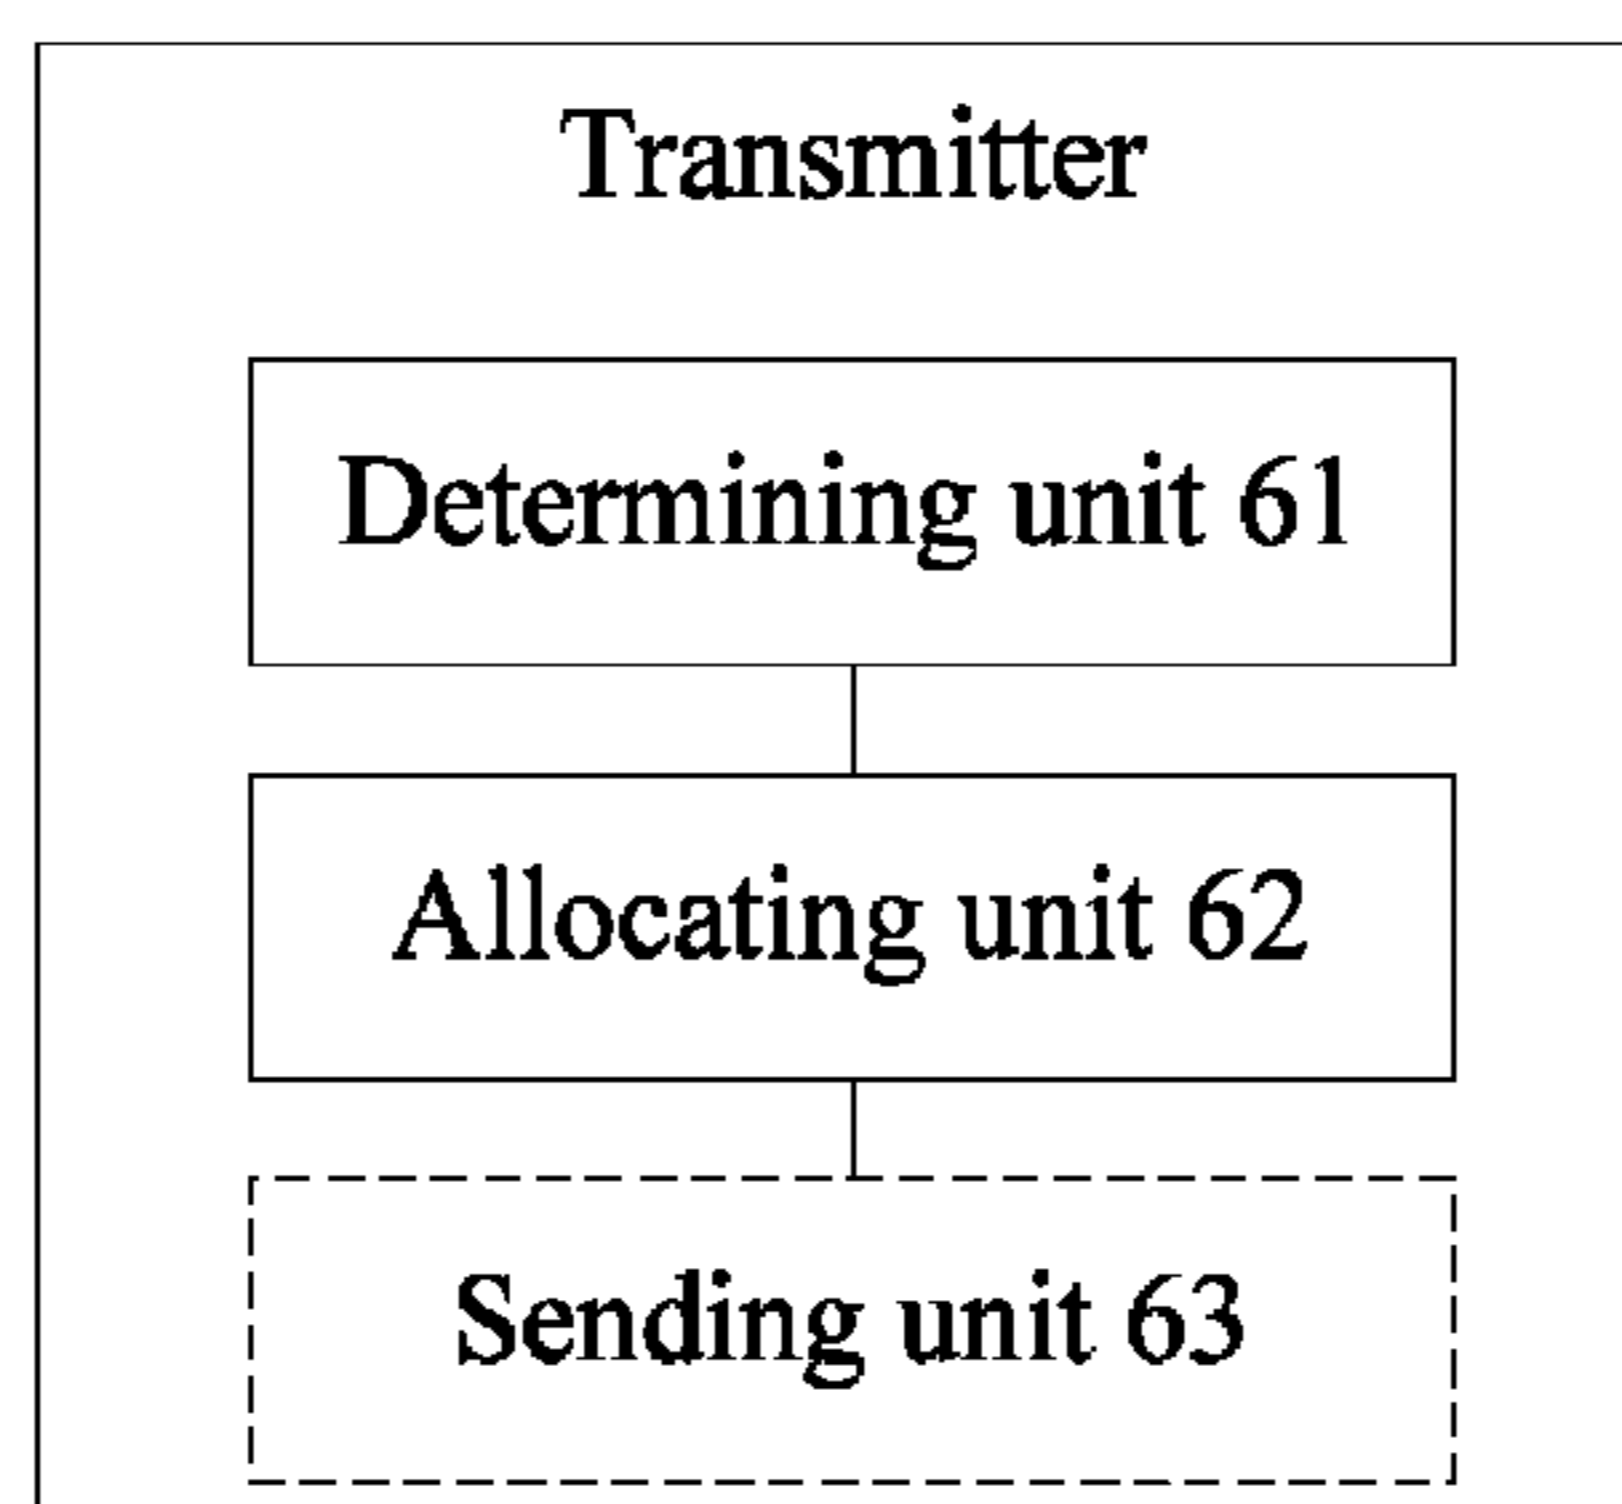 Transmitter
Determining unit 61
Allocating unit 62
Sending unit 63